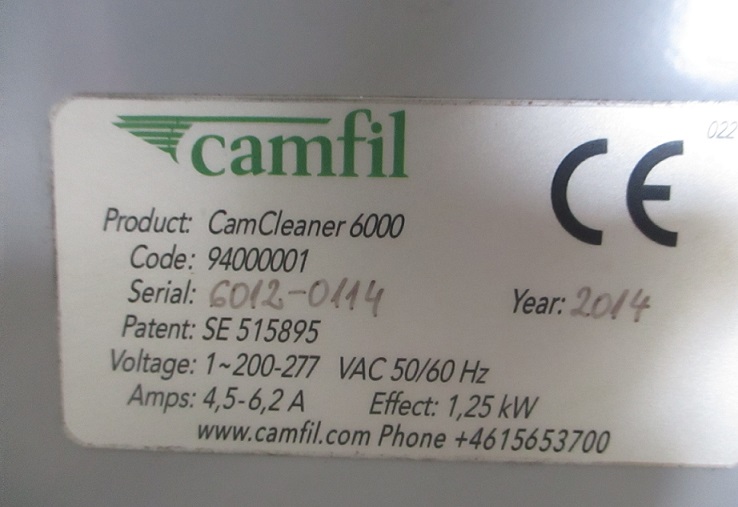 camfil
CE
022
Product: CamCleaner 6000
Code: 94000001
Serial: 6012-0114 Year: 2014
Patent: SE 515895
Voltage: 1~200-277 VAC 50/60 Hz
Amps: 4,5-6,2 A Effect: 1,25 kW
www.camfil.com Phone +4615653700